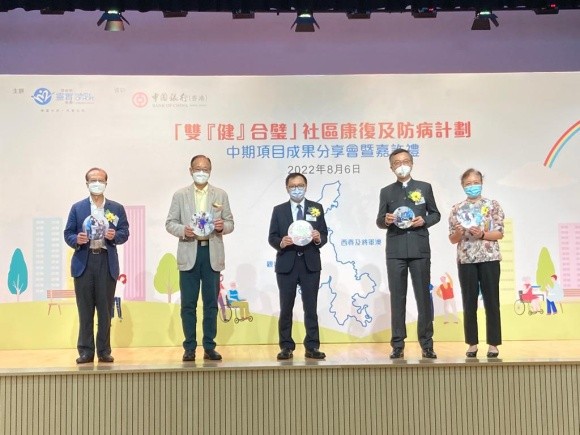 主辦
中國銀行(香港)
「雙『健』合璧」社區康復及防病計劃
中期項目成果分享會暨嘉許禮
2022年8月6日
西貢及將軍澳